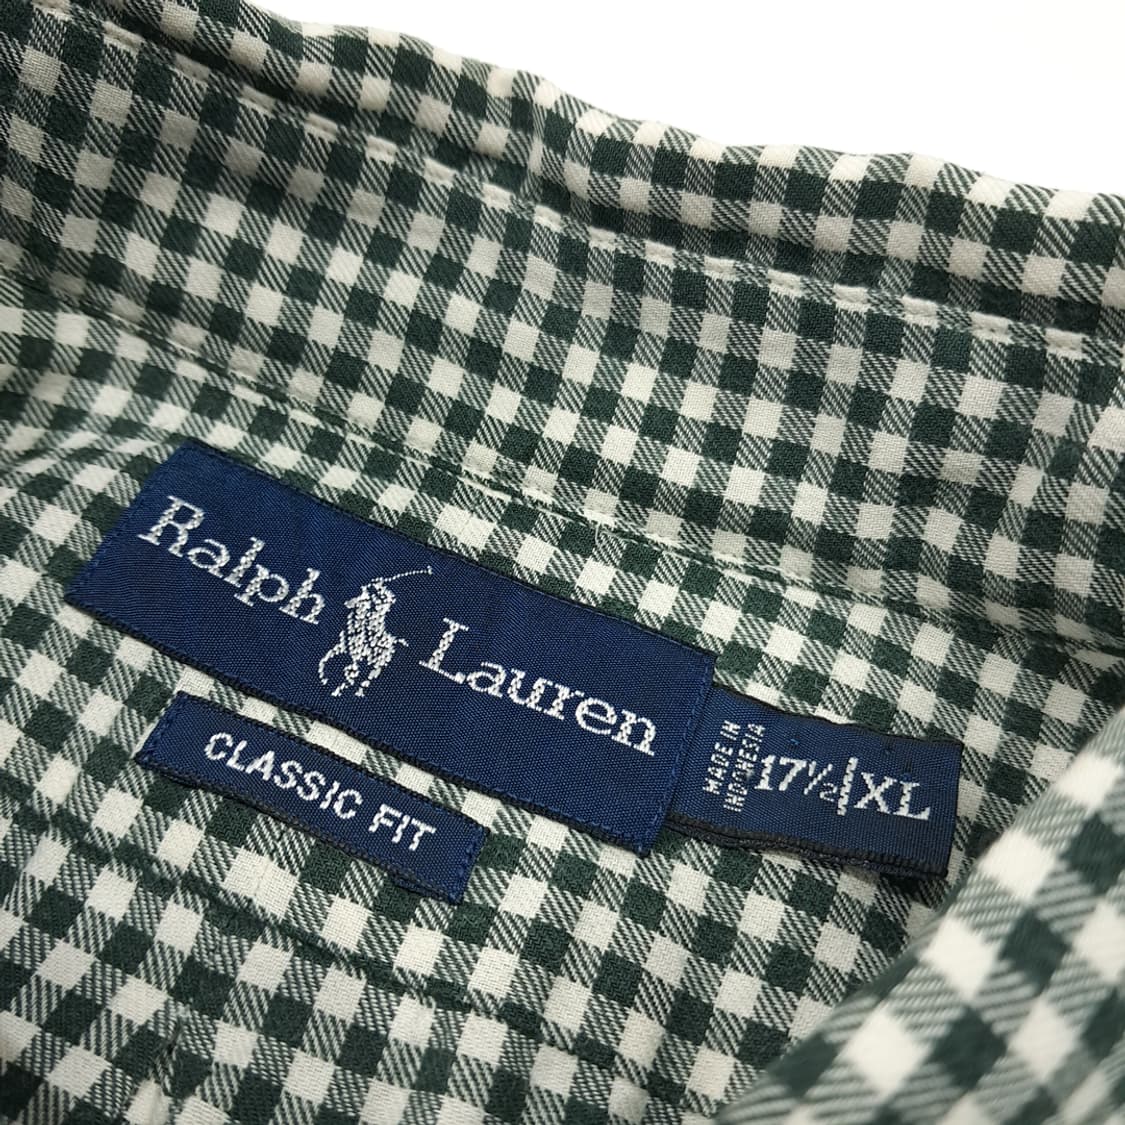 Ralph Lauren
CLASSIC FIT
MADE IN
INDONESIA
17½|XL